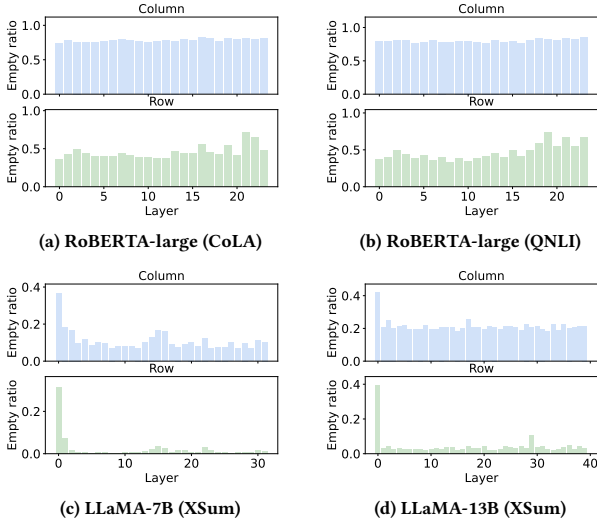 Column
Empty ratio
1.0
0.5
0.0
Row
Empty ratio
1.0
0.5
0.0
0 5 10 15 20
Layer
(a) RoBERTA-large (CoLA)
Column
Empty ratio
1.0
0.5
0.0
Row
Empty ratio
1.0
0.5
0.0
0 5 10 15 20
Layer
(b) RoBERTA-large (QNLI)
Column
Empty ratio
0.4
0.2
0.0
Row
Empty ratio
0.2
0.0
0 10 20 30
Layer
(c) LLaMA-7B (XSum)
Column
Empty ratio
0.4
0.2
0.0
Row
Empty ratio
0.4
0.2
0.0
0 10 20 30 40
Layer
(d) LLaMA-13B (XSum)